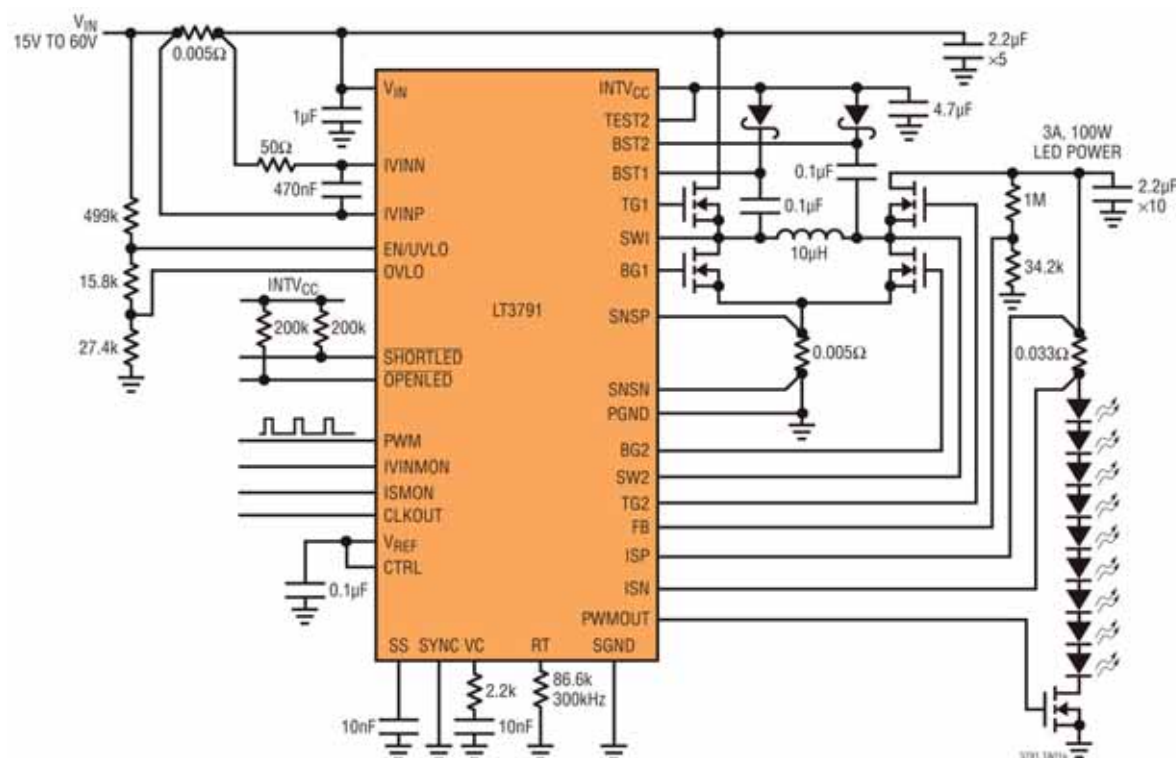 VIN
15V TO 60V
0.005Ω
2.2µF
×5
VIN
INTVCC
1µF
TEST2
4.7µF
BST2
3A, 100W
LED POWER
50Ω
IVINN
BST1
0.1µF
2.2µF
×10
470nF
1M
499k
IVINP
TG1
0.1µF
EN/UVLO
SWI
10µH
15.8k
OVLO
BG1
34.2k
INTVCC
LT3791
200k
200k
SNSP
27.4k
SHORTLED
0.005Ω
0.033Ω
OPENLED
SNSN
PGND
PWM
BG2
IVINMON
SW2
ISMON
TG2
CLKOUT
FB
VREF
ISP
CTRL
0.1µF
ISN
PWMOUT
SS
SYNC
VC
RT
SGND
2.2k
86.6k
300kHz
10nF
10nF